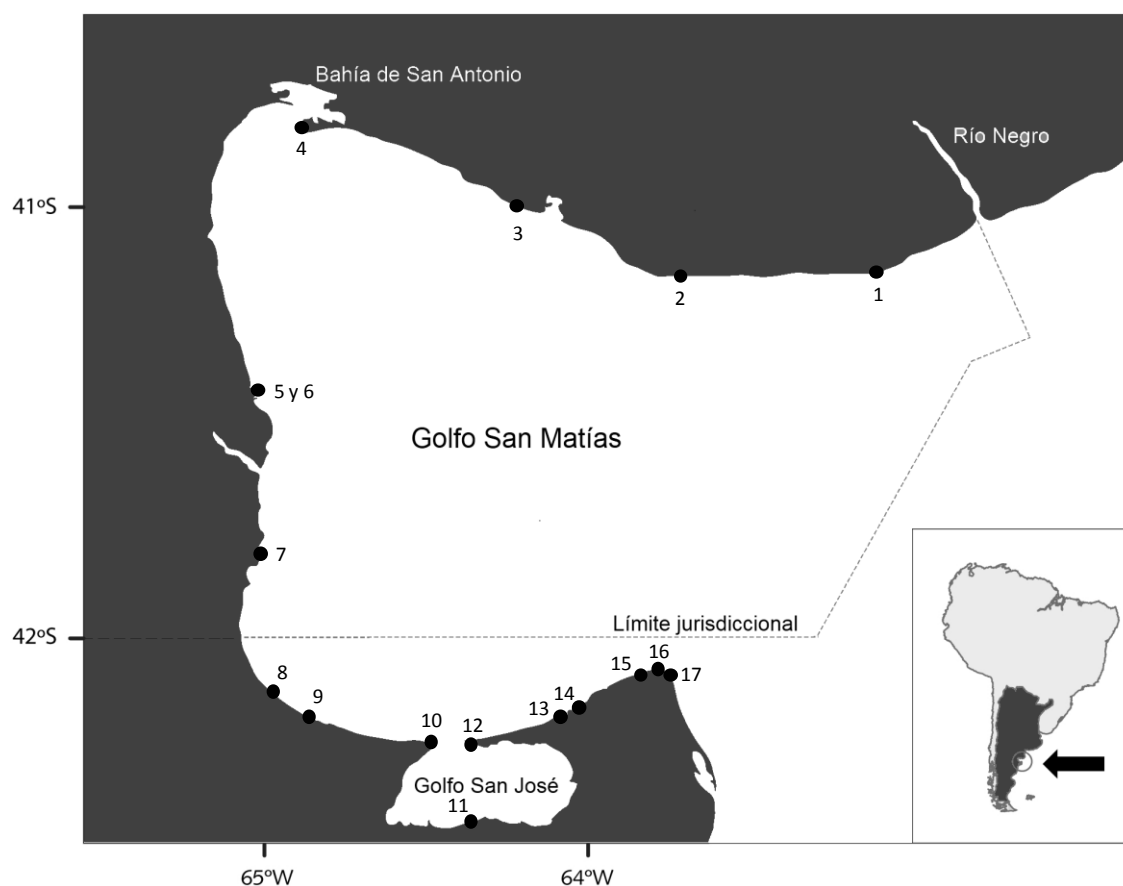 Bahía de San Antonio
Río Negro
4
41ºS
3
2
1
5 y 6
Golfo San Matías
7
Límite jurisdiccional
42ºS
16
15
17
8
14
9
13
10
12
Golfo San José
11
65ºW
64ºW